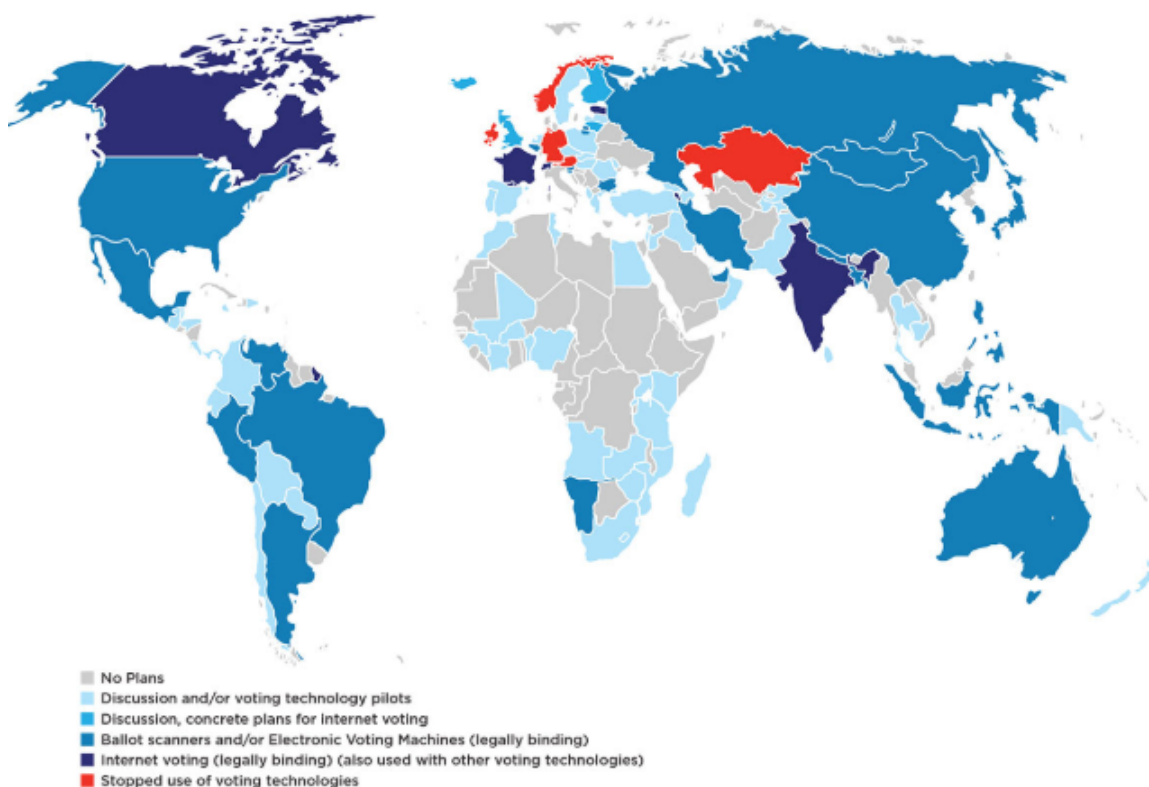 No Plans
Discussion and/or voting technology pilots
Discussion, concrete plans for internet voting
Ballot scanners and/or Electronic Voting Machines (legally binding)
Internet voting (legally binding) (also used with other voting technologies)
Stopped use of voting technologies